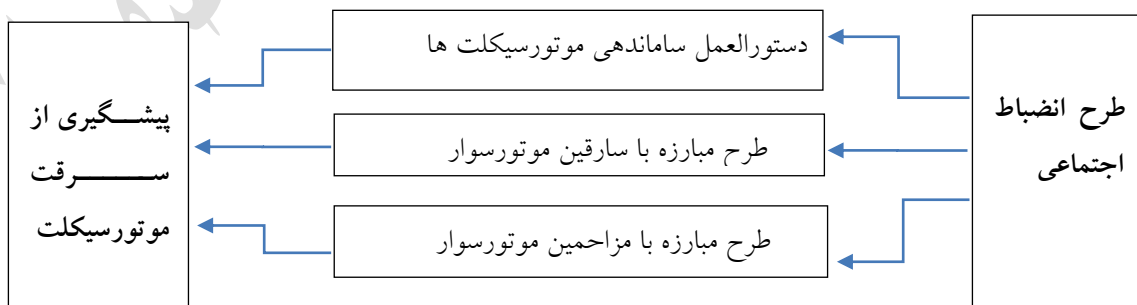 طرح انضباط
اجتماعی
دستورالعمل ساماندهی موتورسیکلت ها
طرح مبارزه با سارقین موتورسوار
طرح مبارزه با مزاحمین موتورسوار
پیشگیری از
سرقت
موتورسیکلت